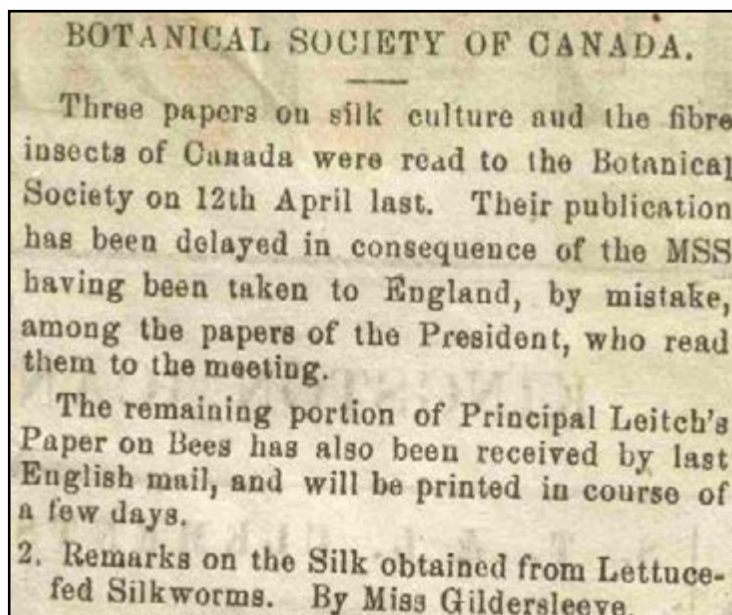 BOTANICAL SOCIETY OF CANADA.
Three papers on silk culture and the fibre
insects of Canada were read to the Botanical
Society on 12th April last. Their publication
has been delayed in consequence of the MSS
having been taken to England, by mistake,
among the papers of the President, who read
them to the meeting.
The remaining portion of Principal Leitch's
Paper on Bees has also been received by last
English mail, and will be printed in course of
a few days.
2. Remarks on the Silk obtained from Lettuce-
fed Silkworms. By Miss Gildersleeve.